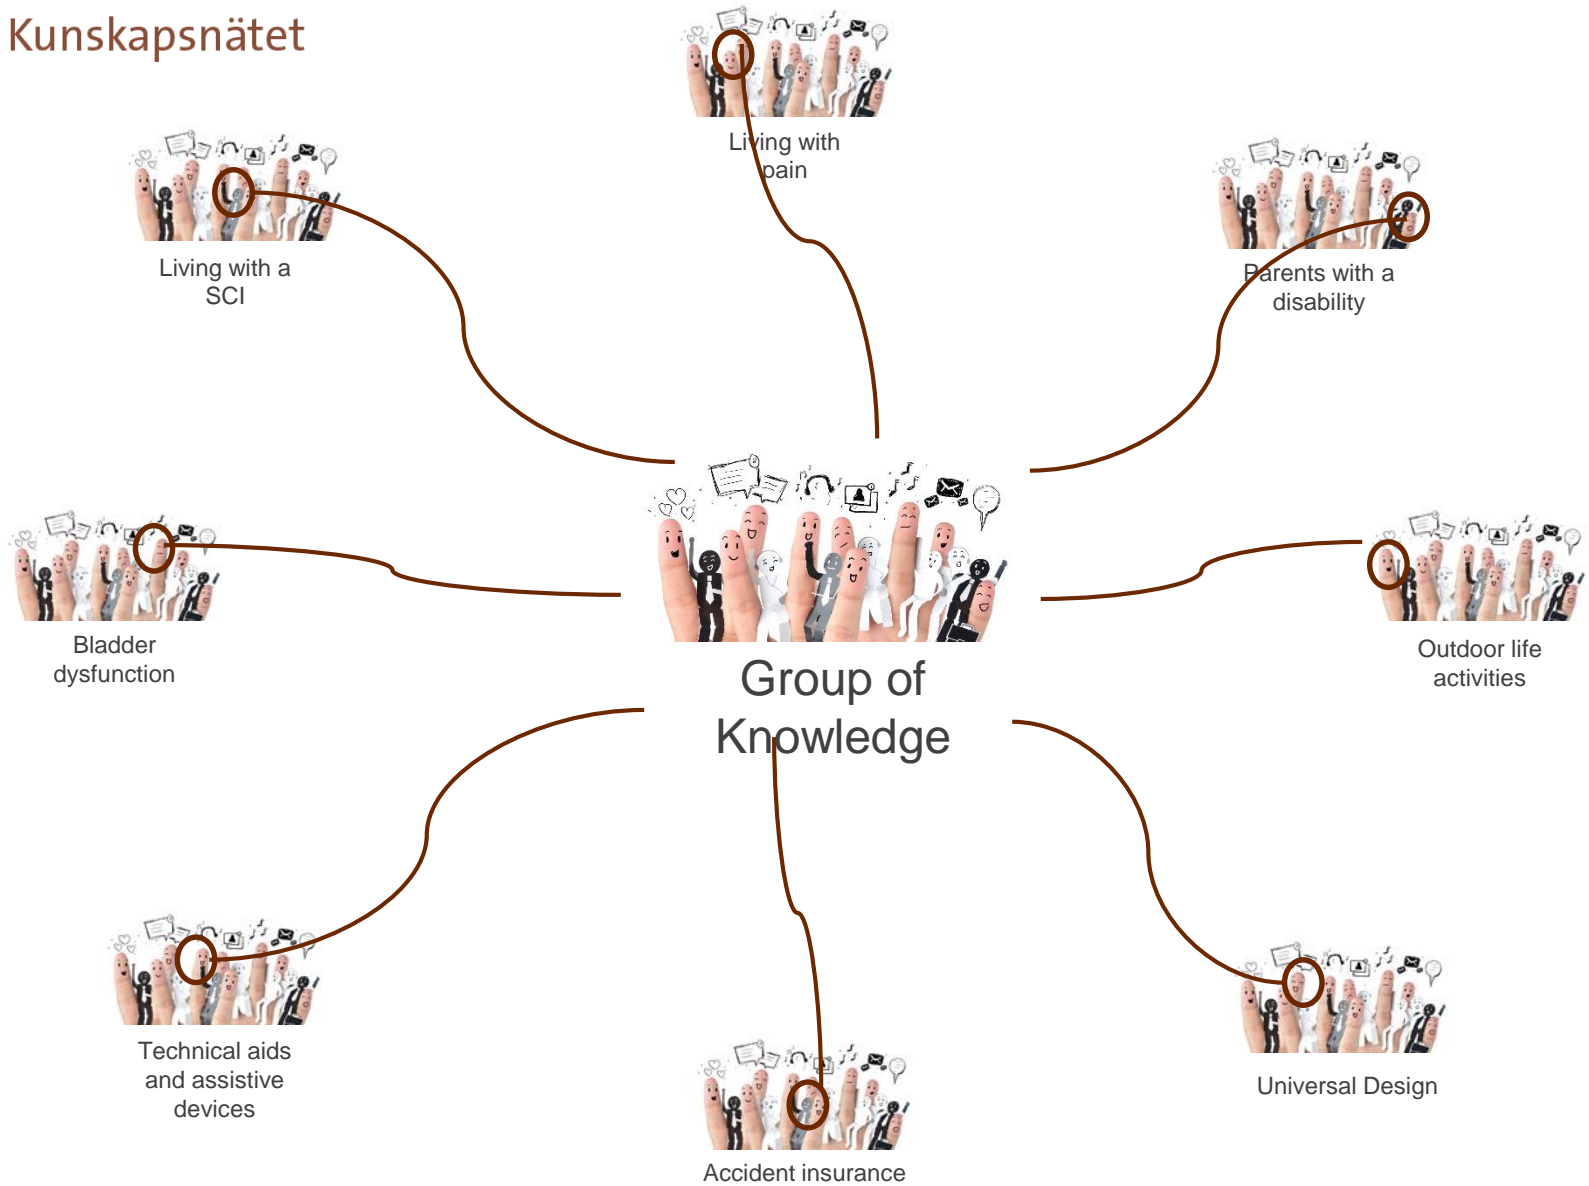 Kunskapsnätet
Living with
pain
Living with a
SCI
Parents with a
disability
Bladder
dysfunction
Group of
Knowledge
Outdoor life
activities
Technical aids
and assistive
devices
Universal Design
Accident insurance